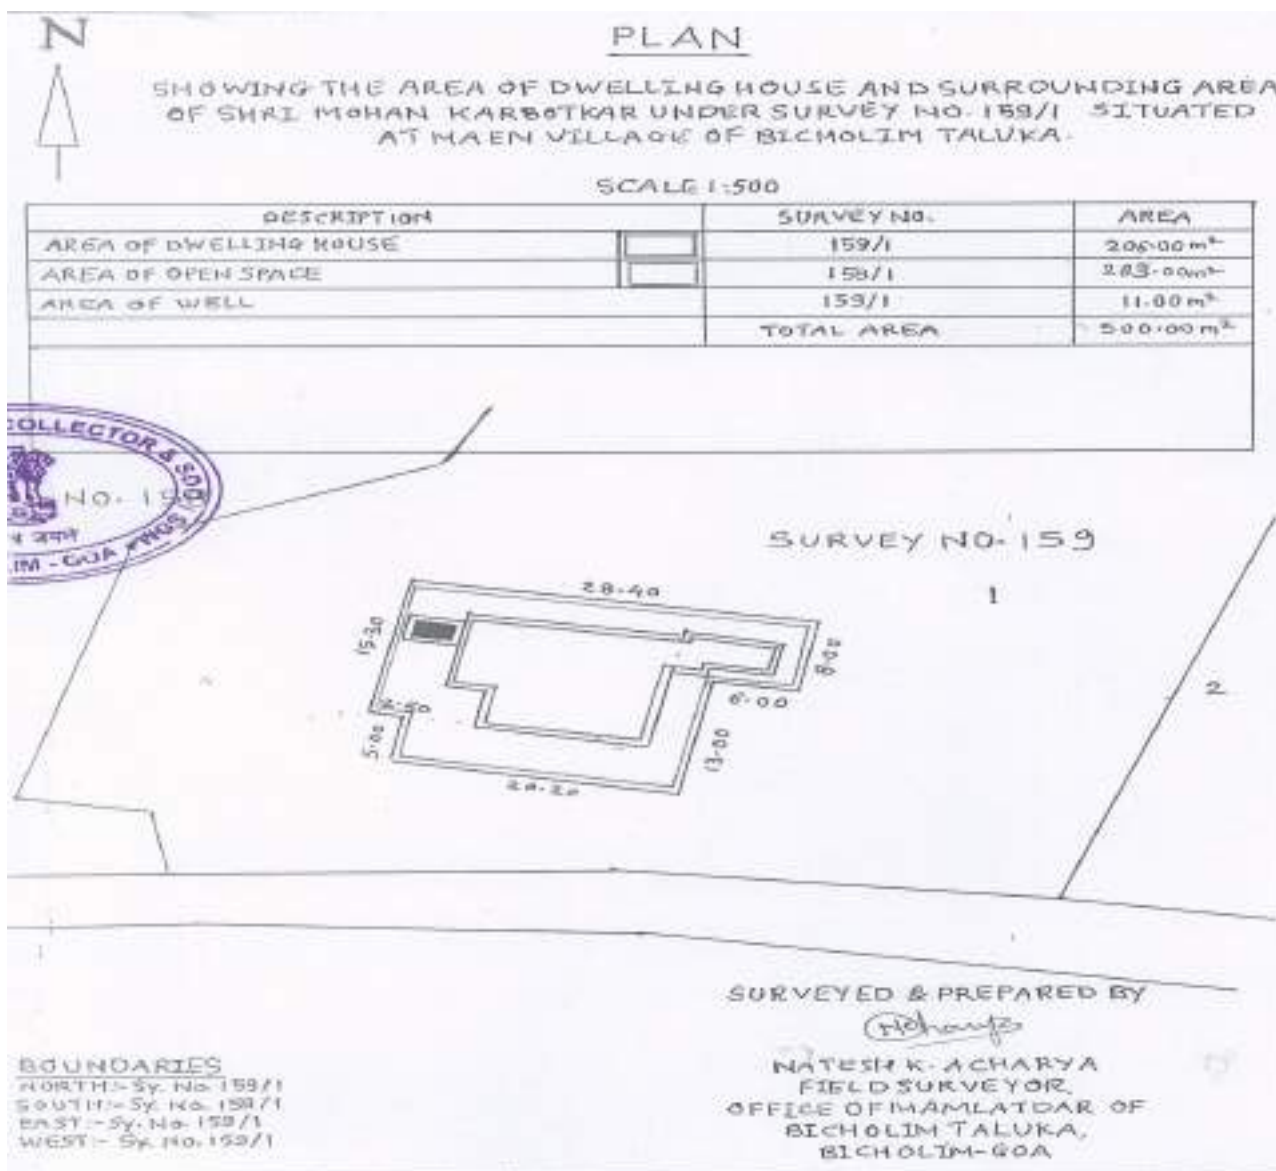 N
PLAN
SHOWING THE AREA OF DWELLING HOUSE AND SURROUNDING AREA
OF SHRI MOHAN KARBOTKAR UNDER SURVEY NO. 159/1 SITUATED
AT MAEN VILLAGE OF BICHOLIM TALUKA.
SCALE 1:500
DESCRIPTION SURVEY NO. AREA
AREA OF DWELLING HOUSE 159/1 206.00 m²
AREA OF OPEN SPACE 159/1 283.00 m²
AREA OF WELL 159/1 11.00 m²
TOTAL AREA 500.00 m²
COLLECTOR & SDO
NO.
जयते
SURVEY NO. 159
1
28.40
15.30
8.00
2
6.00
5.00
13.00
20.20
SURVEYED & PREPARED BY
NATESH K. ACHARYA
FIELD SURVEYOR,
OFFICE OF MAMLATDAR OF
BICHOLIM TALUKA,
BICHOLIM-GOA
BOUNDARIES
NORTH:- Sy. No. 159/1
SOUTH:- Sy. No. 159/1
EAST:- Sy. No. 159/1
WEST:- Sy. No. 159/1